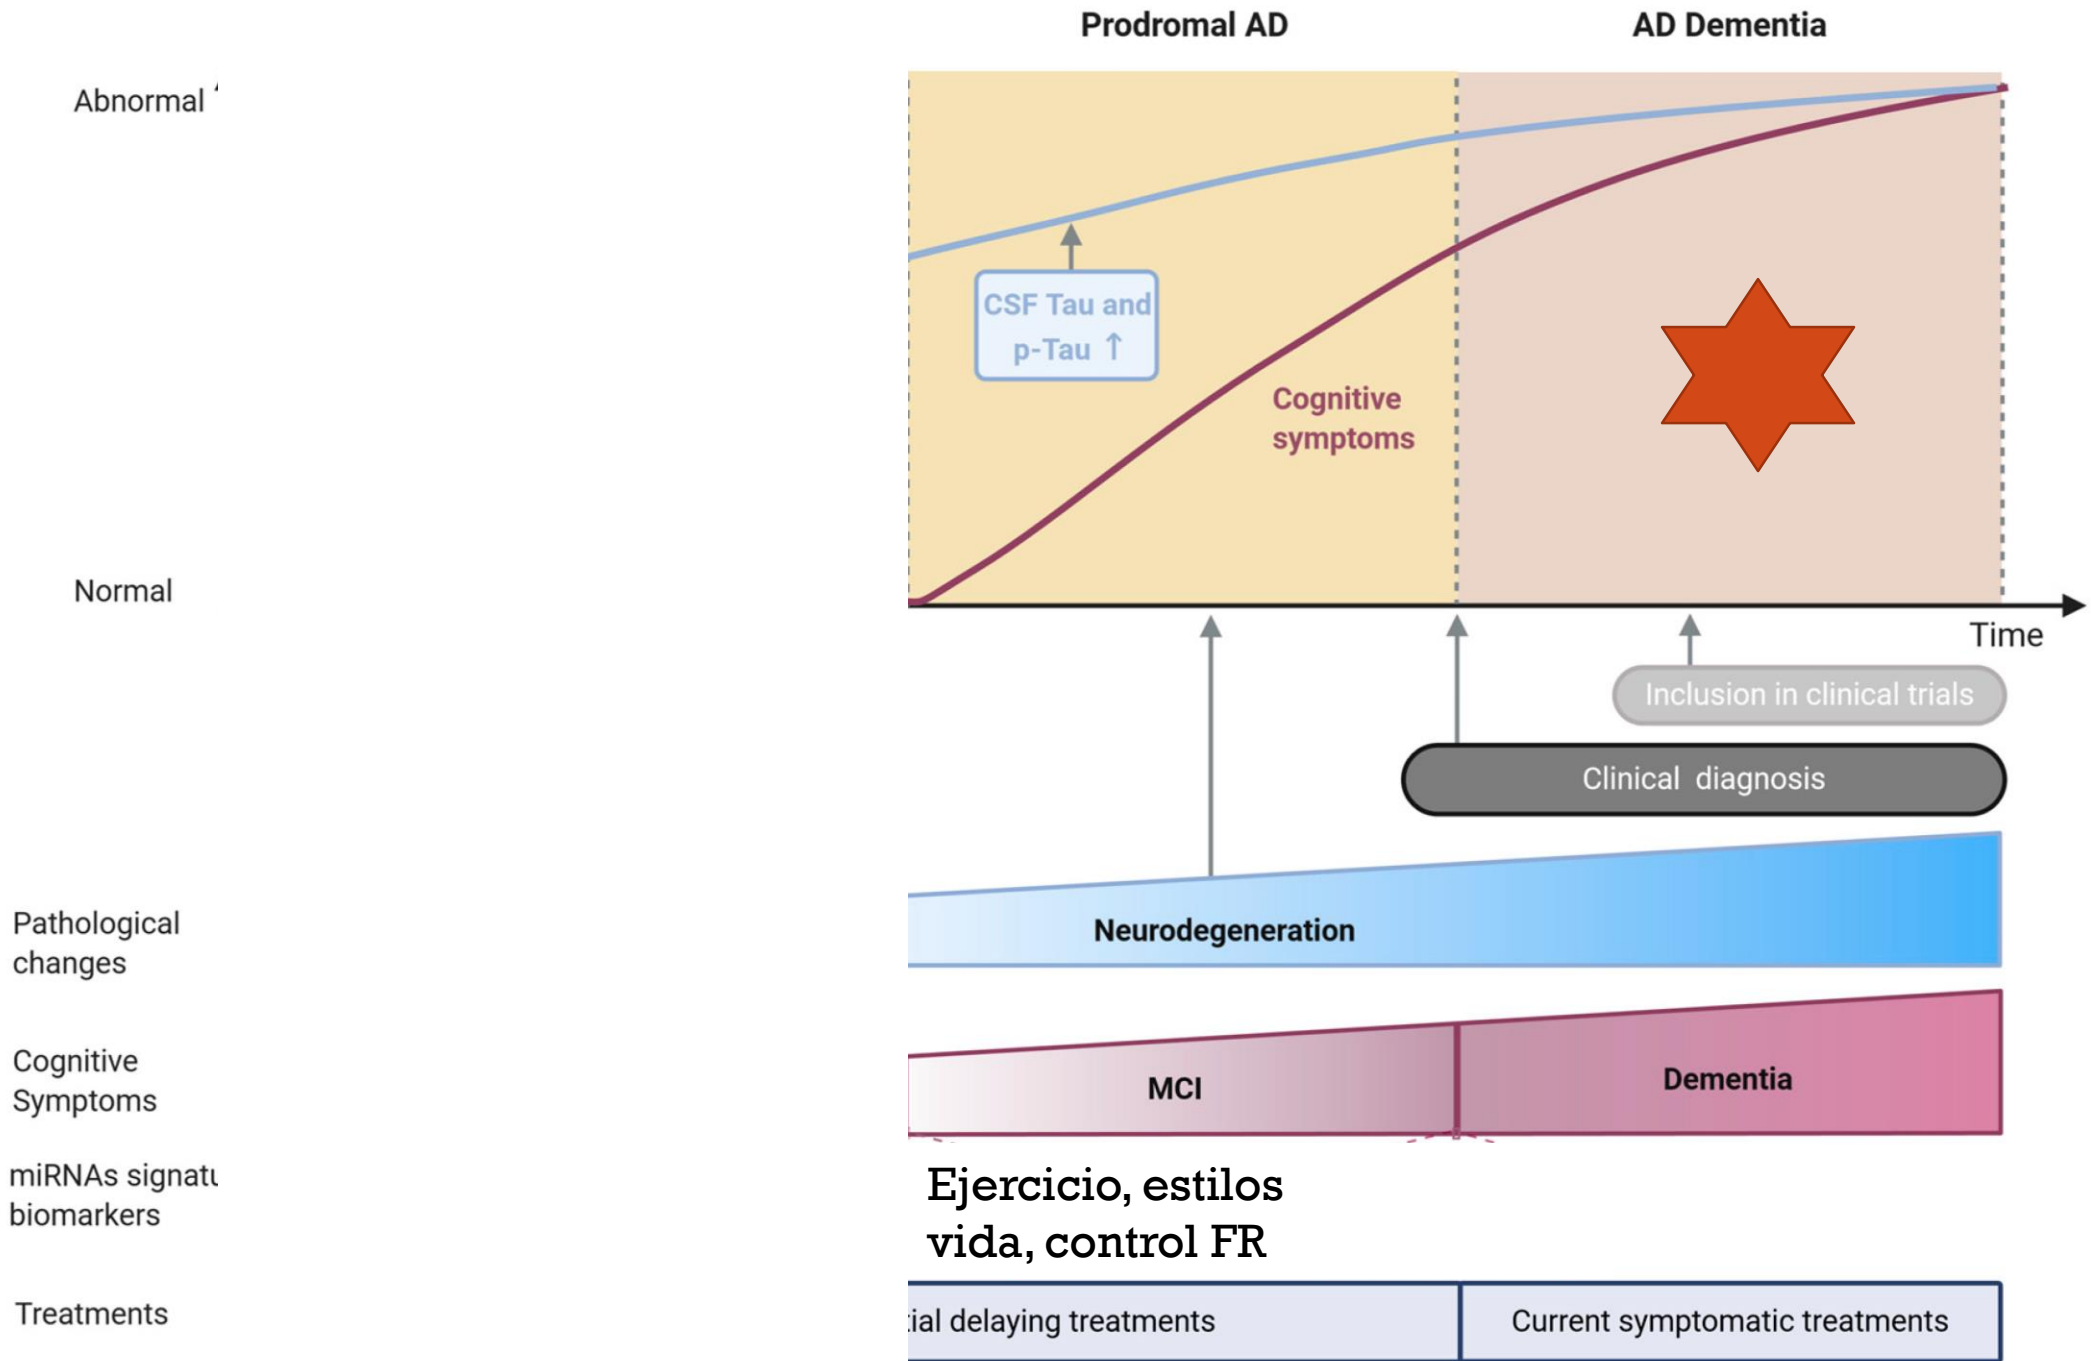 Prodromal AD
AD Dementia
Abnormal
CSF Tau and
p-Tau ↑
Cognitive
symptoms
Normal
Time
Inclusion in clinical trials
Clinical diagnosis
Pathological
changes
Neurodegeneration
Cognitive
Symptoms
MCI
Dementia
miRNAs signatu
biomarkers
Ejercicio, estilos
vida, control FR
Treatments
ial delaying treatments
Current symptomatic treatments